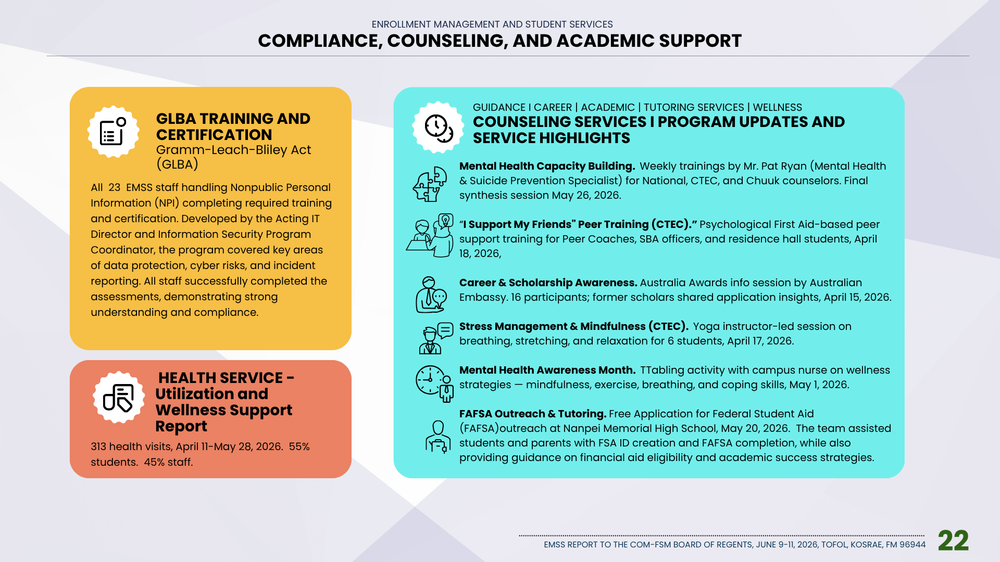 ENROLLMENT MANAGEMENT AND STUDENT SERVICES
COMPLIANCE, COUNSELING, AND ACADEMIC SUPPORT
GLBA TRAINING AND
CERTIFICATION
Gramm-Leach-Bliley Act
(GLBA)
All  23  EMSS staff handling Nonpublic Personal
Information (NPI) completing required training
and certification. Developed by the Acting IT
Director and Information Security Program
Coordinator, the program covered key areas
of data protection, cyber risks, and incident
reporting. All staff successfully completed the
assessments, demonstrating strong
understanding and compliance.
HEALTH SERVICE -
Utilization and
Wellness Support
Report
313 health visits, April 11-May 28, 2026.  55%
students.  45% staff.
GUIDANCE I CAREER | ACADEMIC | TUTORING SERVICES | WELLNESS
COUNSELING SERVICES I PROGRAM UPDATES AND
SERVICE HIGHLIGHTS
Mental Health Capacity Building.  Weekly trainings by Mr. Pat Ryan (Mental Health
& Suicide Prevention Specialist) for National, CTEC, and Chuuk counselors. Final
synthesis session May 26, 2026.
“I Support My Friends" Peer Training (CTEC).” Psychological First Aid-based peer
support training for Peer Coaches, SBA officers, and residence hall students, April
18, 2026,
Career & Scholarship Awareness. Australia Awards info session by Australian
Embassy. 16 participants; former scholars shared application insights, April 15, 2026.
Stress Management & Mindfulness (CTEC).  Yoga instructor-led session on
breathing, stretching, and relaxation for 6 students, April 17, 2026.
Mental Health Awareness Month.  TTabling activity with campus nurse on wellness
strategies — mindfulness, exercise, breathing, and coping skills, May 1, 2026.
FAFSA Outreach & Tutoring. Free Application for Federal Student Aid
(FAFSA)outreach at Nanpei Memorial High School, May 20, 2026.  The team assisted
students and parents with FSA ID creation and FAFSA completion, while also
providing guidance on financial aid eligibility and academic success strategies.
EMSS REPORT TO THE COM-FSM BOARD OF REGENTS, JUNE 9-11, 2026, TOFOL, KOSRAE, FM 96944
22